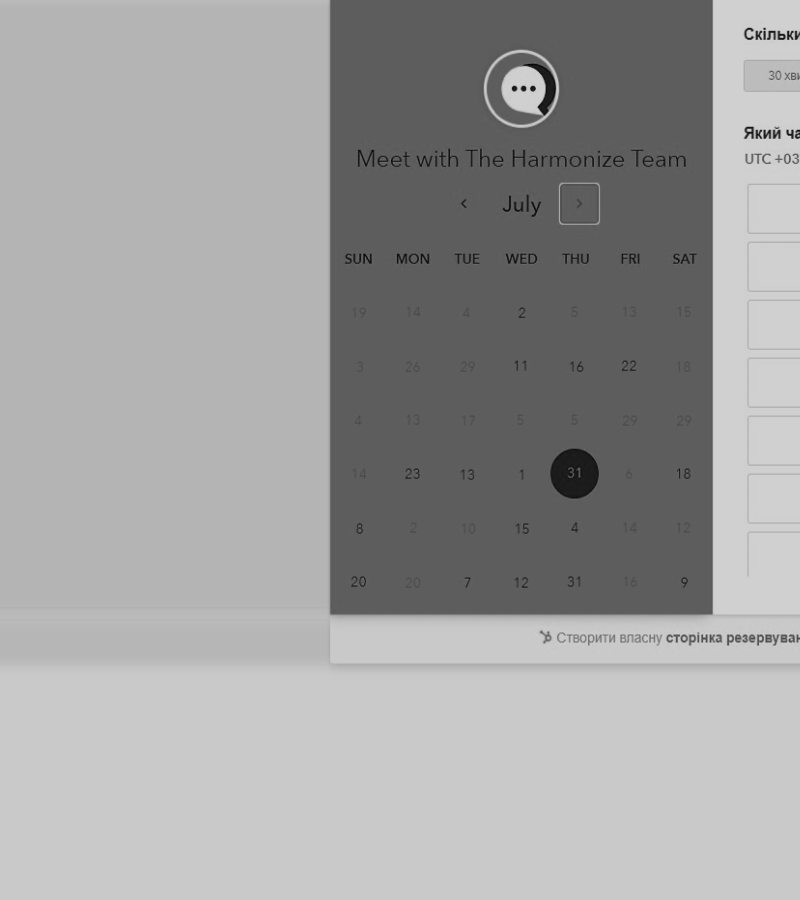 Meet with The Harmonize Team
July
SUN MON TUE WED THU FRI SAT
19 14 4 2 5 13 15
3 26 29 11 16 22 18
4 13 17 5 5 29 29
14 23 13 1 31 6 18
8 2 10 15 4 14 12
20 20 7 12 31 16 9
Скільки
30 хви
Який ча
UTC +03
Створити власну сторінка резервуван